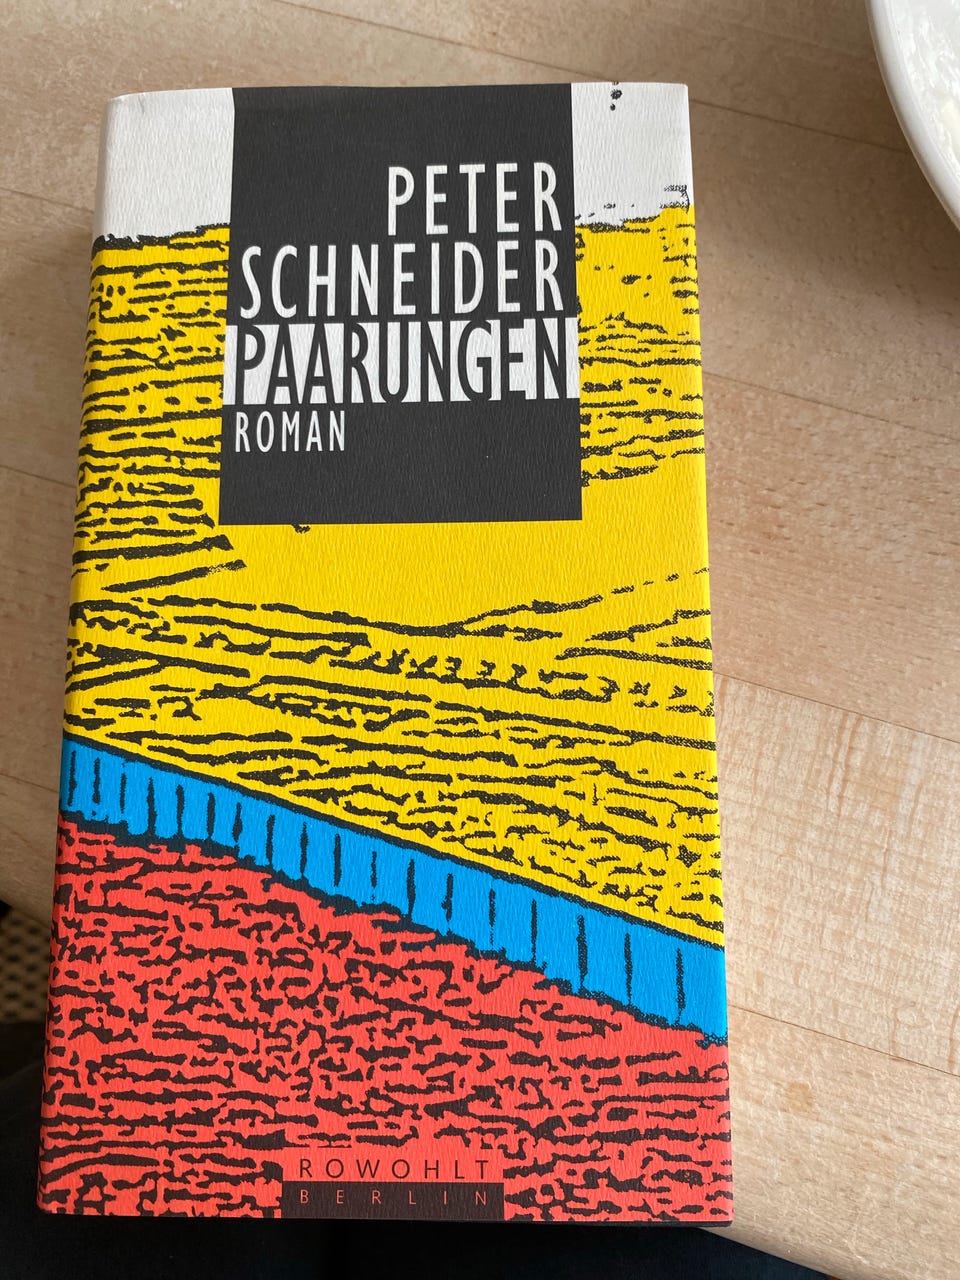 PETER
SCHNEIDER
PAARUNGEN
ROMAN
ROWOHLT
BERLIN